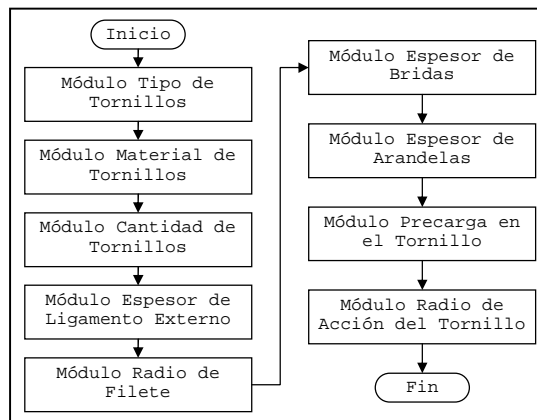 Inicio
Módulo Tipo de
Tornillos
Módulo Material de
Tornillos
Módulo Cantidad de
Tornillos
Módulo Espesor de
Ligamento Externo
Módulo Radio de
Filete
Módulo Espesor de
Bridas
Módulo Espesor de
Arandelas
Módulo Precarga en
el Tornillo
Módulo Radio de
Acción del Tornillo
Fin